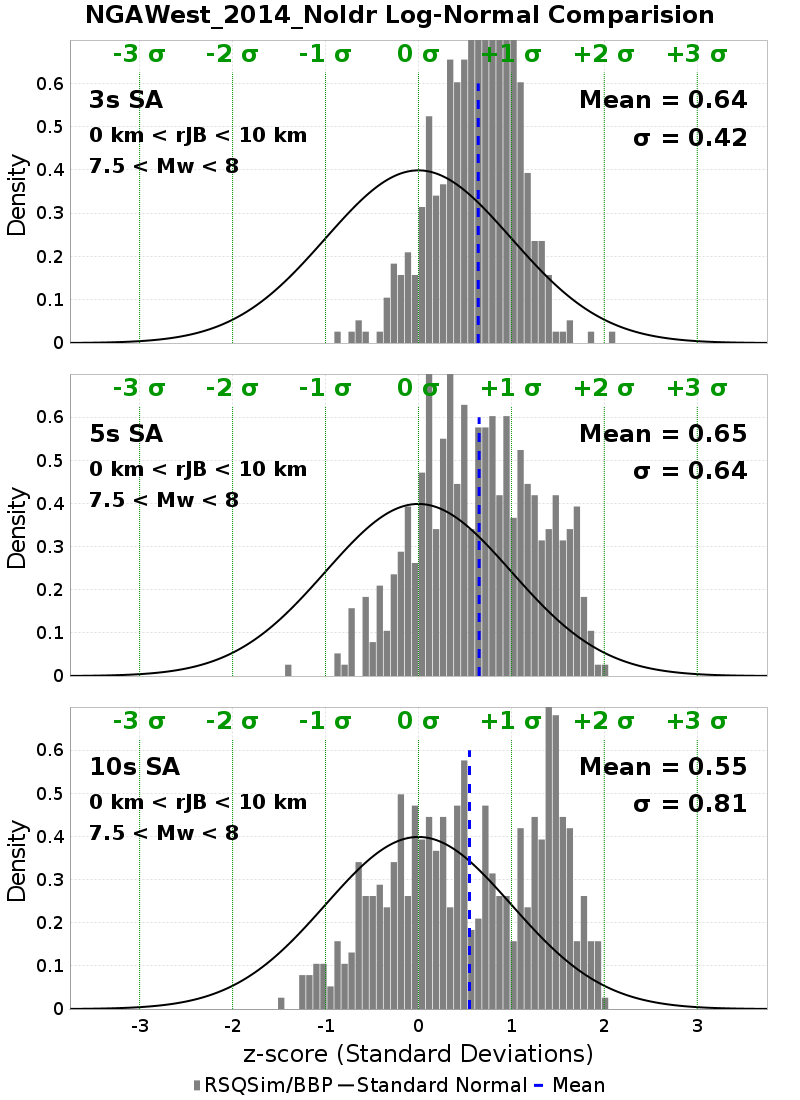 NGAWest_2014_NoIdr Log-Normal Comparision
-3 σ -2 σ -1 σ 0 σ +1 σ +2 σ +3 σ
0.6
3s SA Mean = 0.64
0.5
0 km < rJB < 10 km σ = 0.42
7.5 < Mw < 8
0.4
0.3
0.2
0.1
0
Density
-3 σ -2 σ -1 σ 0 σ +1 σ +2 σ +3 σ
0.6
5s SA Mean = 0.65
0.5
0 km < rJB < 10 km σ = 0.64
7.5 < Mw < 8
0.4
0.3
0.2
0.1
0
Density
-3 σ -2 σ -1 σ 0 σ +1 σ +2 σ +3 σ
0.6
10s SA Mean = 0.55
0.5
0 km < rJB < 10 km σ = 0.81
7.5 < Mw < 8
0.4
0.3
0.2
0.1
0
Density
-3 -2 -1 0 1 2 3
z-score (Standard Deviations)
RSQSim/BBP Standard Normal Mean